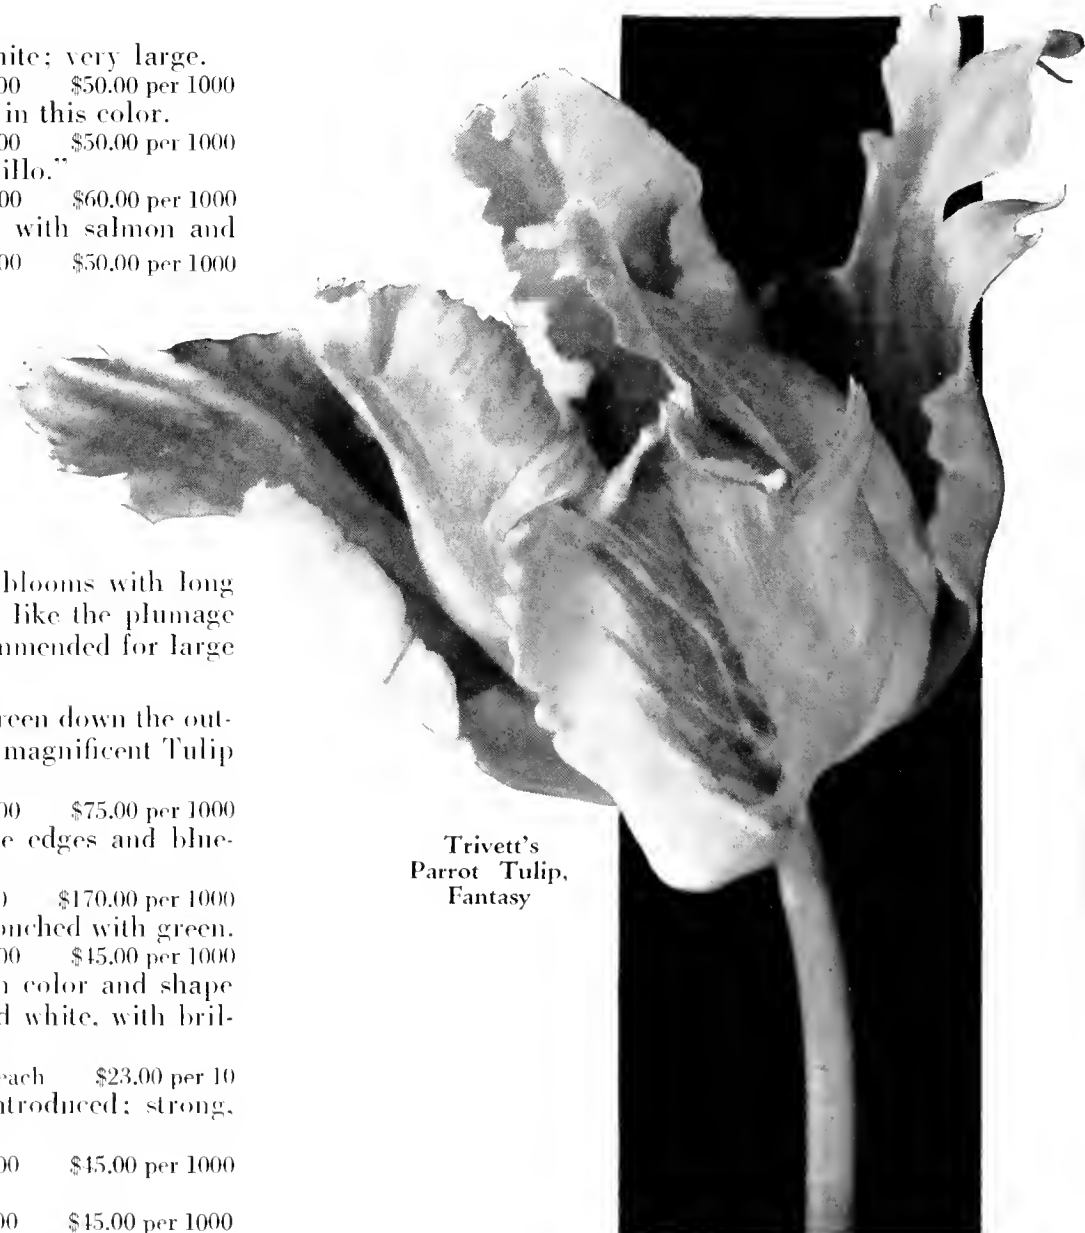 hite; very large.
00 $50.00 per 1000
in this color.
00 $50.00 per 1000
illo."
00 $60.00 per 1000
with salmon and
00 $50.00 per 1000
blooms with long
like the plumage
nmended for large
reen down the out-
magnificent Tulip
00 $75.00 per 1000
e edges and blue-
0 $170.00 per 1000
ouched with green.
00 $45.00 per 1000
n color and shape
d white, with bril-
each $23.00 per 10
ntroduced; strong,
00 $45.00 per 1000
00 $45.00 per 1000
Trivett's
Parrot Tulip,
Fantasy